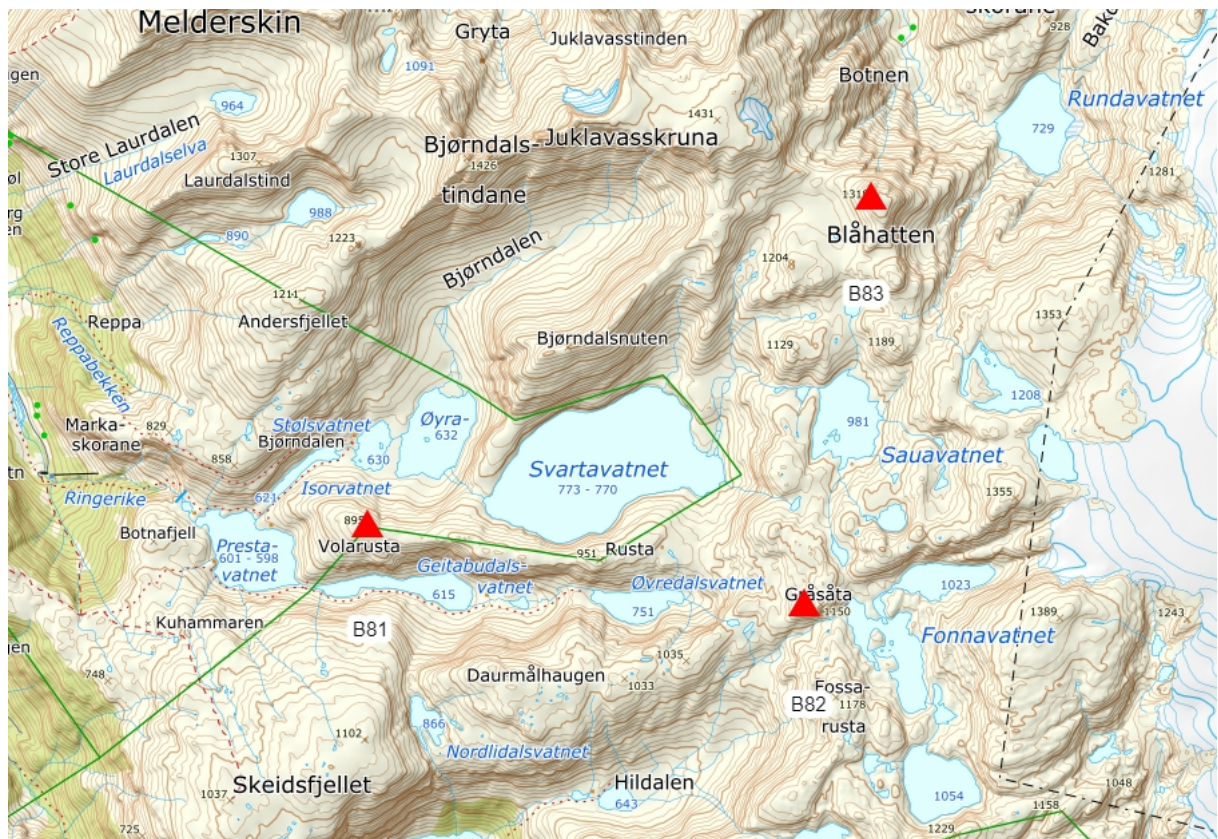 Melderskin
Gryta
Juklavasstinden
928
1091
Botnen
Rundavatnet
964
1431
729
Store Laurdalen
Laurdalselva
1307
Bjørndals-
tindane
Juklavasskruna
1426
1281
Laurdalstind
988
890
1223
Blåhatten
Bjørndalen
1204
B83
1211
Andersfjellet
Reppa
Reppabekken
Bjørndalsnuten
1353
1129
1189
1208
Marka-
skorane
829
858
Stølsvatnet
Bjørndalen
Øyra-
632
630
981
Svartavatnet
773 - 770
Sauavatnet
Isorvatnet
621
Ringerike
1355
Botnafjell
Volarusta
951
Rusta
Presta-
601 - 598
vatnet
Geitabudals-
vatnet
Øvredalsvatnet
615
751
Gråsåta
1150
1023
Kuhammaren
B81
1389
1243
Fonnavatnet
748
Daurmålhaugen
1035
1033
B82
Fossa-
1178
rusta
866
1102
Nordlidalsvatnet
Skeidsfjellet
1037
Hildalen
643
1054
1048
1158
725
1229